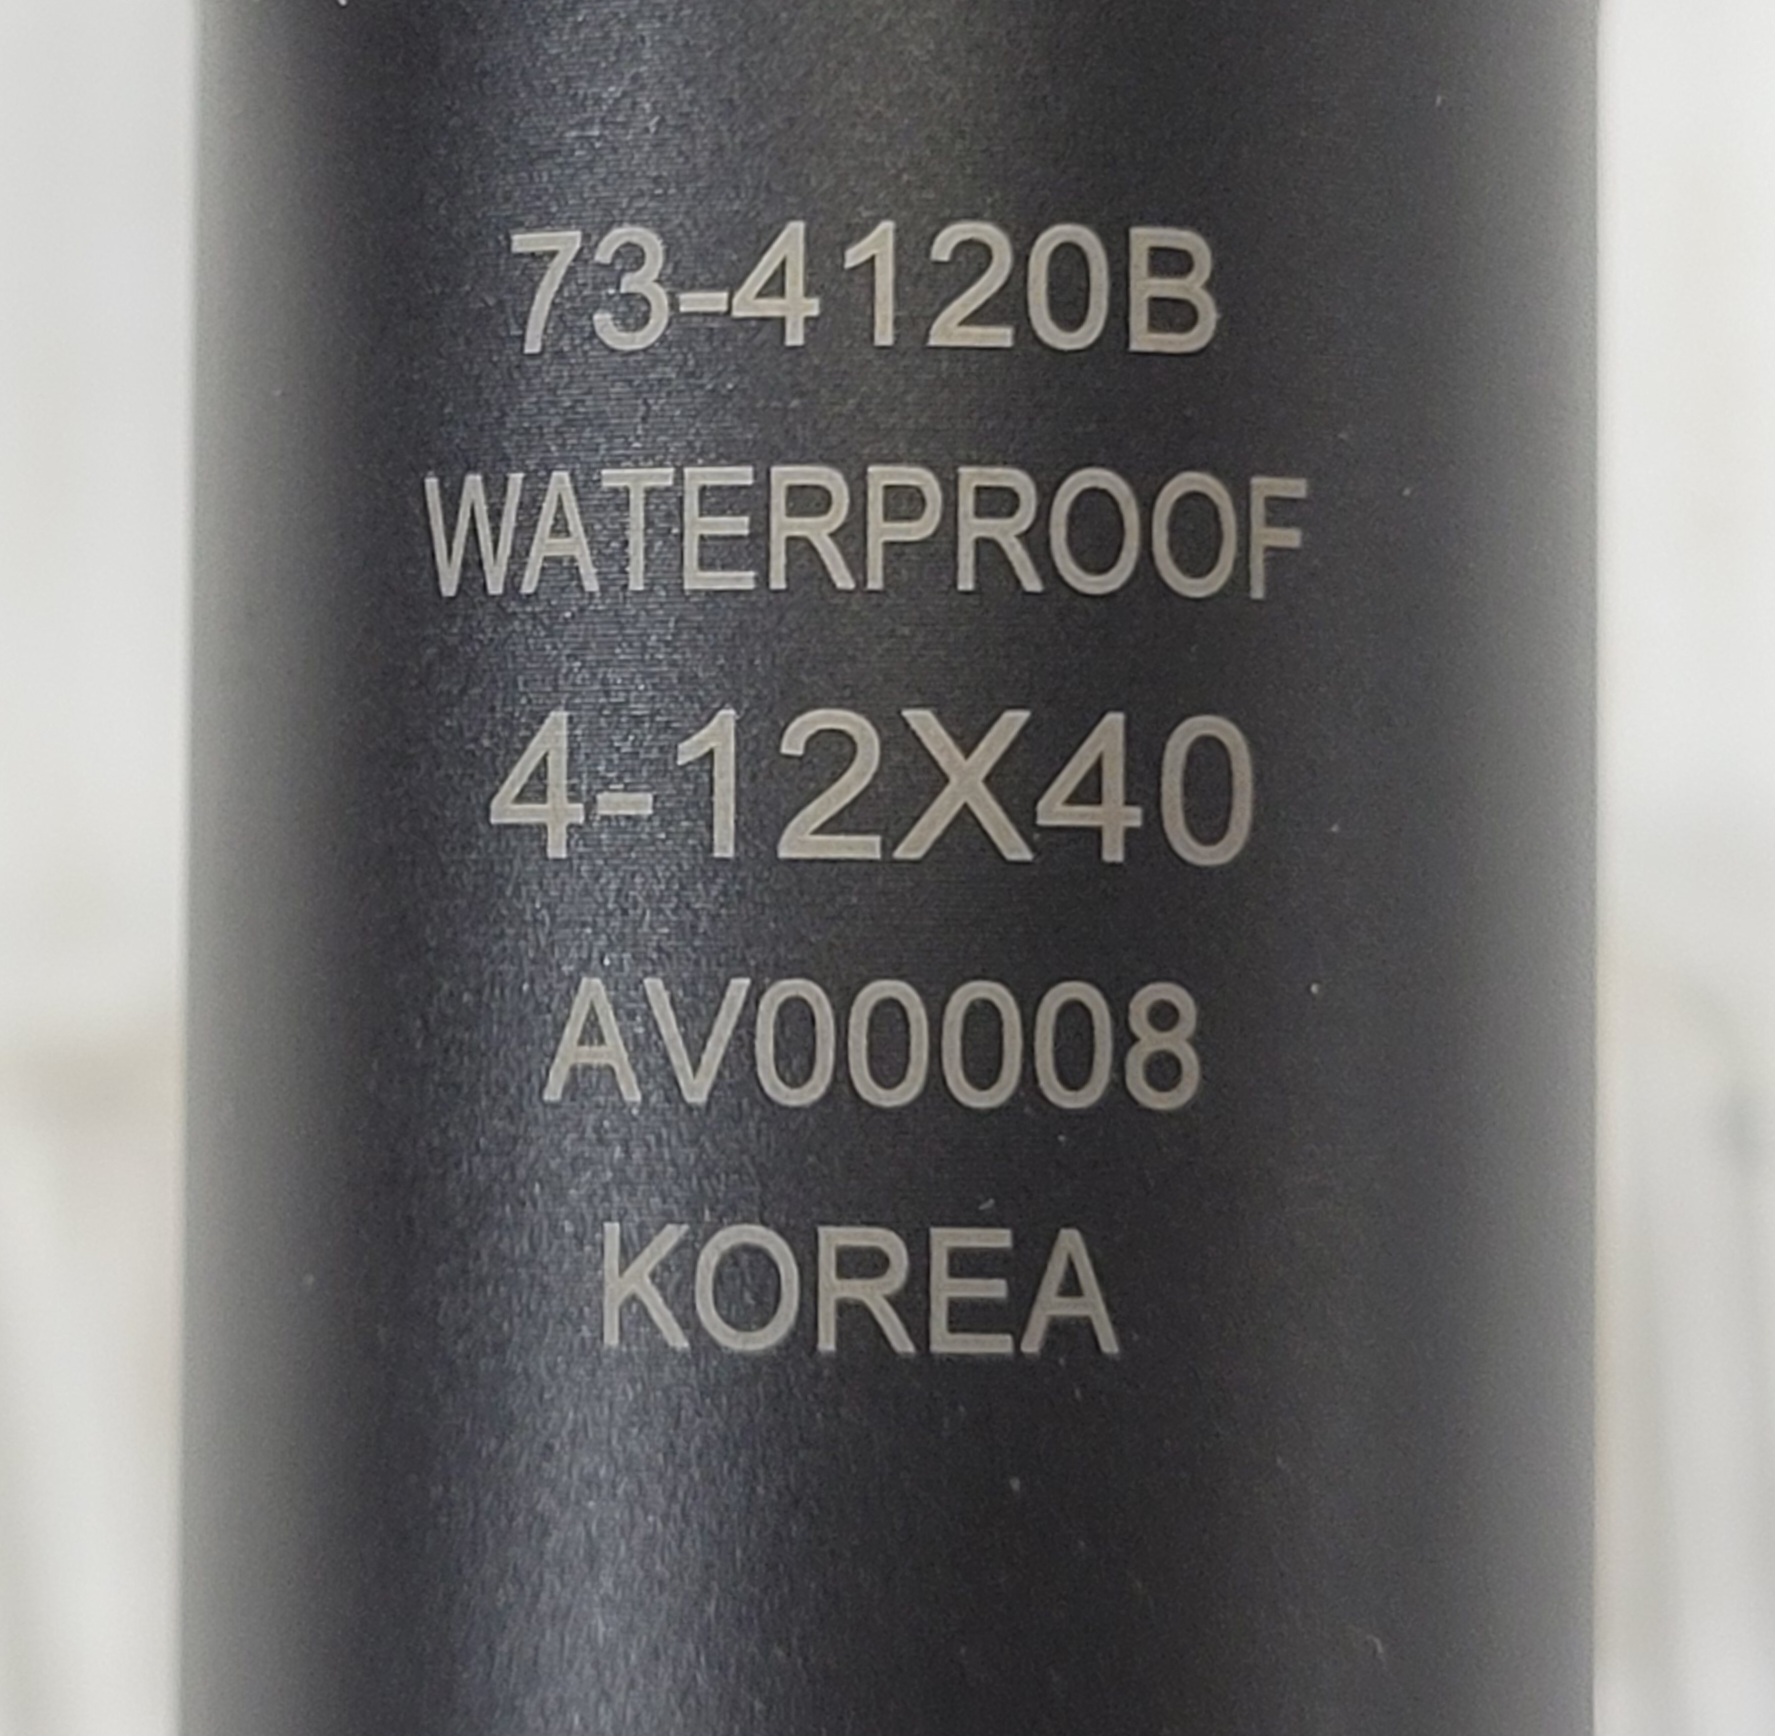 73-4120B
WATERPROOF
4-12X40
AV00008
KOREA